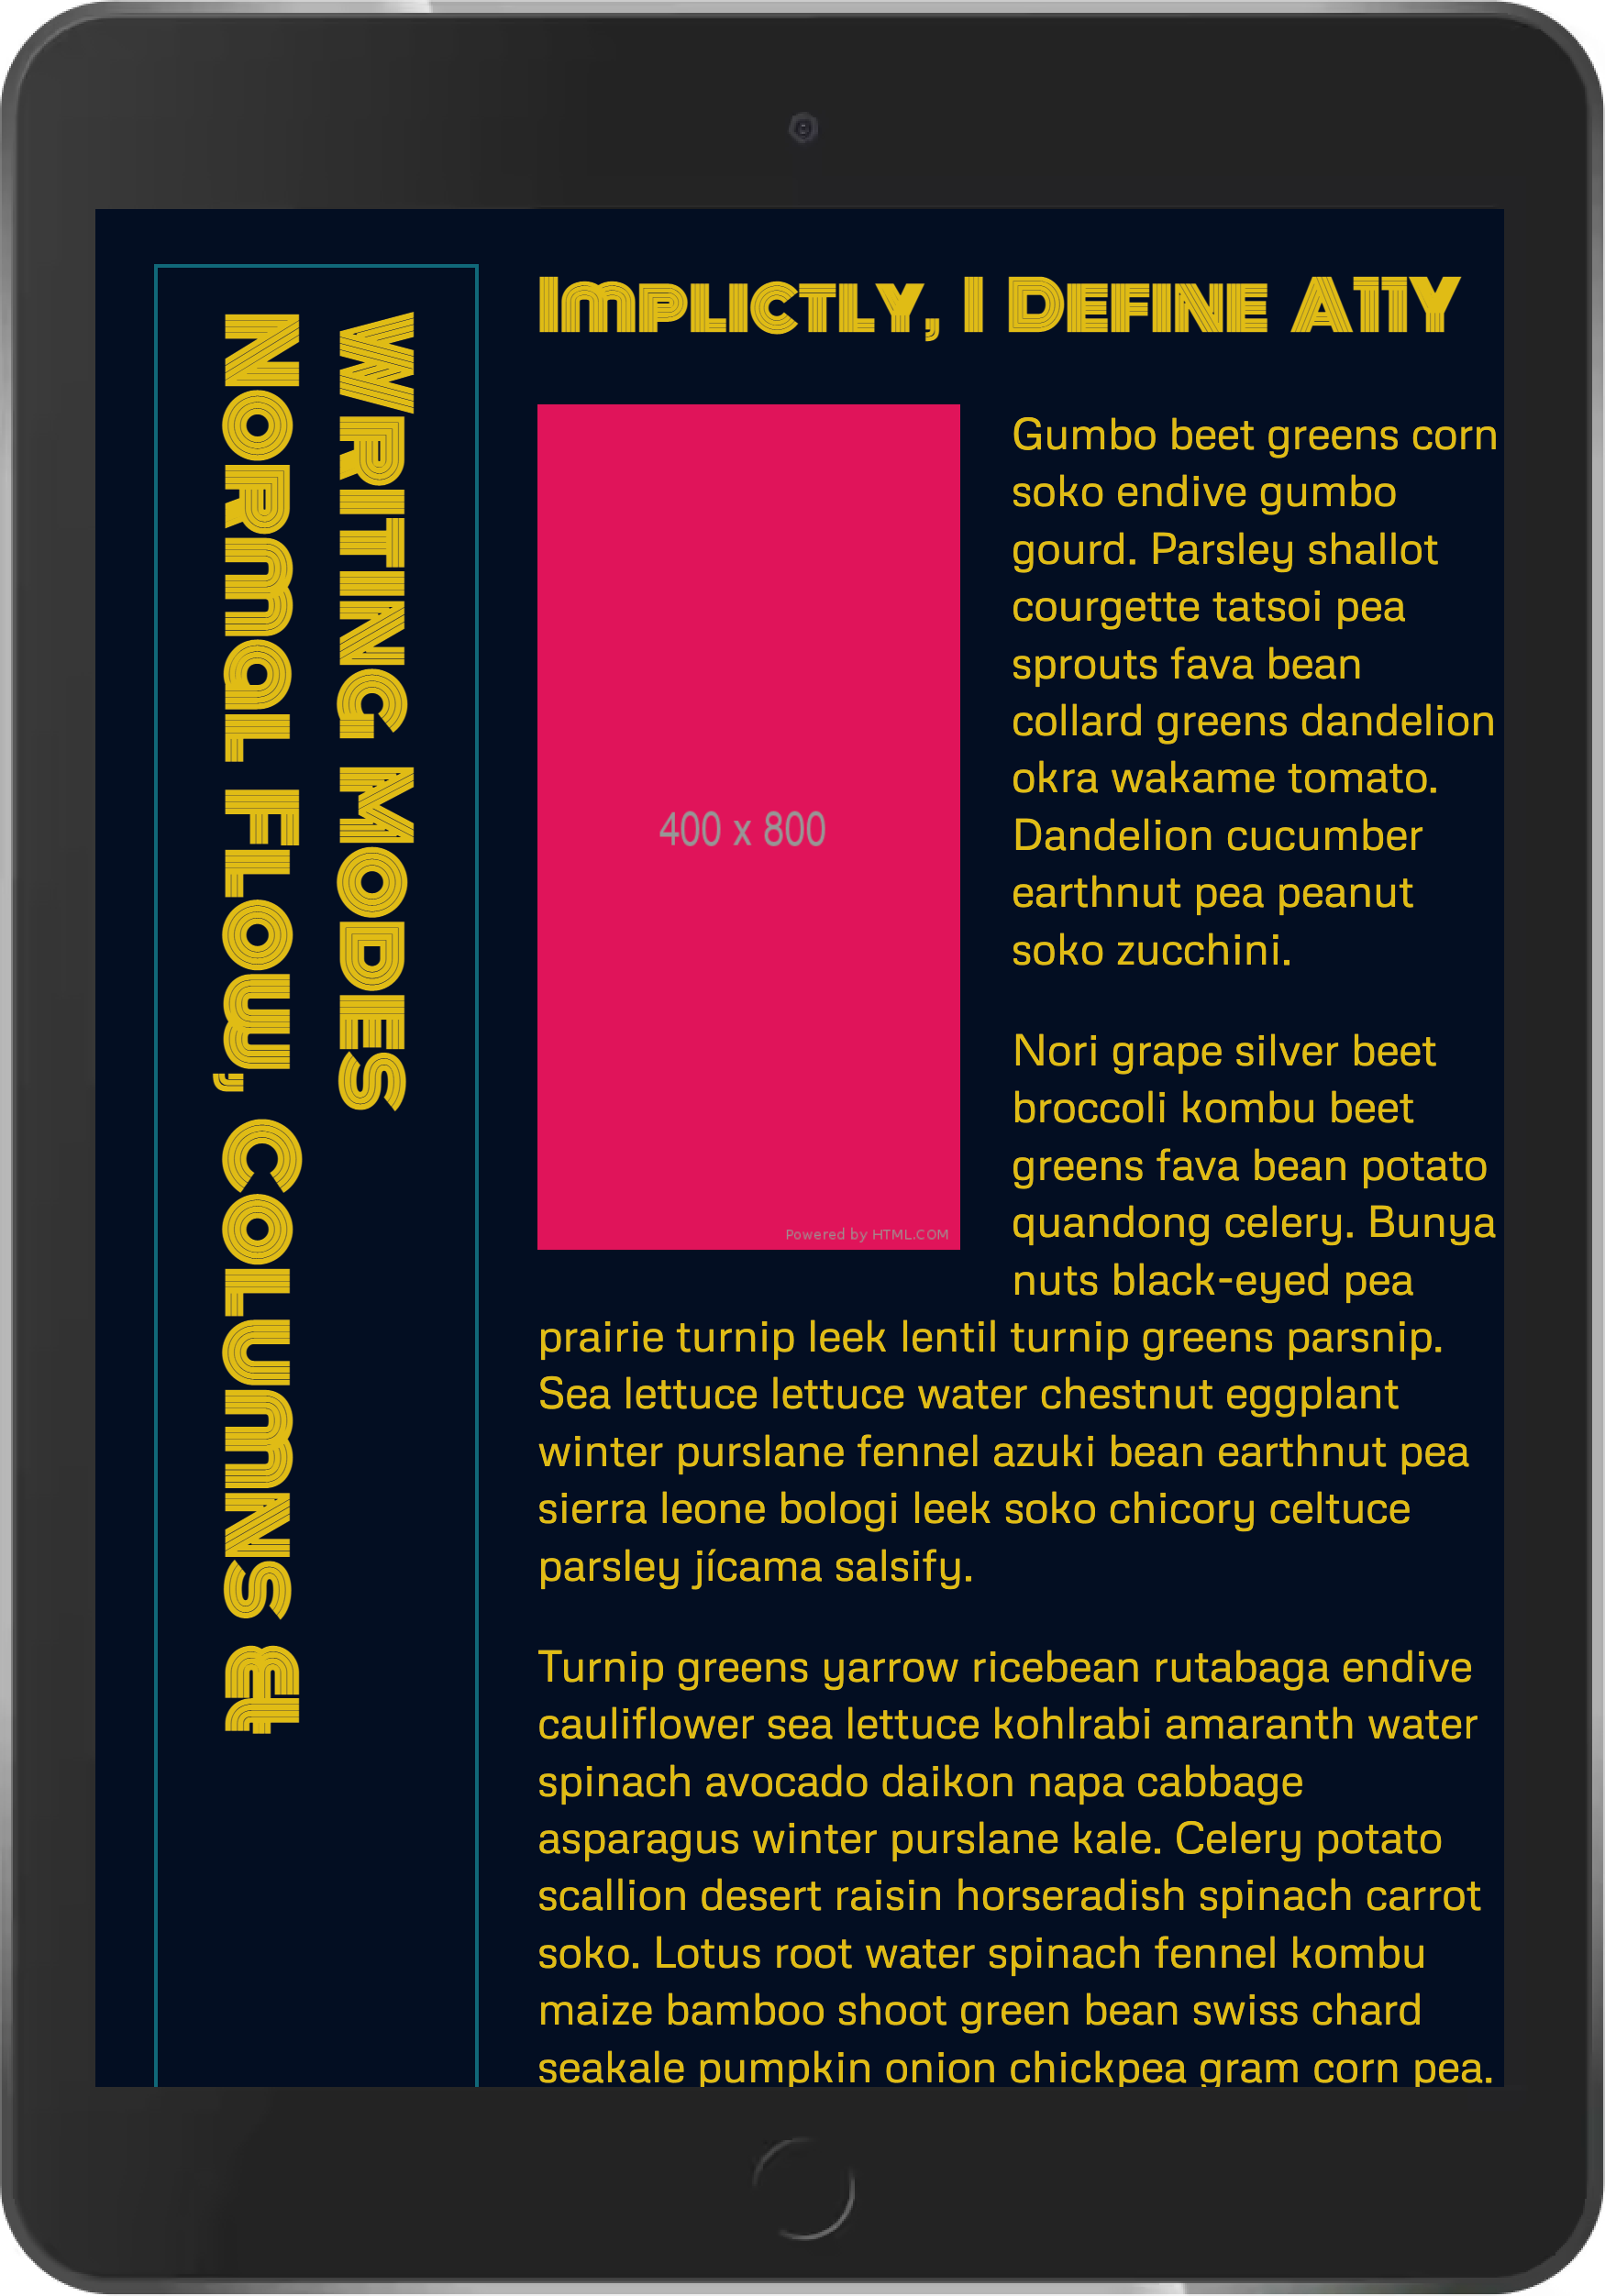 Normal Flow, Columns &
Writing Modes
Implictly, I Define A11Y
400 x 800
Powered by HTML.COM
Gumbo beet greens corn
soko endive gumbo
gourd. Parsley shallot
courgette tatsoi pea
sprouts fava bean
collard greens dandelion
okra wakame tomato.
Dandelion cucumber
earthnut pea peanut
soko zucchini.
Nori grape silver beet
broccoli kombu beet
greens fava bean potato
quandong celery. Bunya
nuts black-eyed pea
prairie turnip leek lentil turnip greens parsnip.
Sea lettuce lettuce water chestnut eggplant
winter purslane fennel azuki bean earthnut pea
sierra leone bologi leek soko chicory celtuce
parsley jícama salsify.
Turnip greens yarrow ricebean rutabaga endive
cauliflower sea lettuce kohlrabi amaranth water
spinach avocado daikon napa cabbage
asparagus winter purslane kale. Celery potato
scallion desert raisin horseradish spinach carrot
soko. Lotus root water spinach fennel kombu
maize bamboo shoot green bean swiss chard
seakale pumpkin onion chickpea gram corn pea.